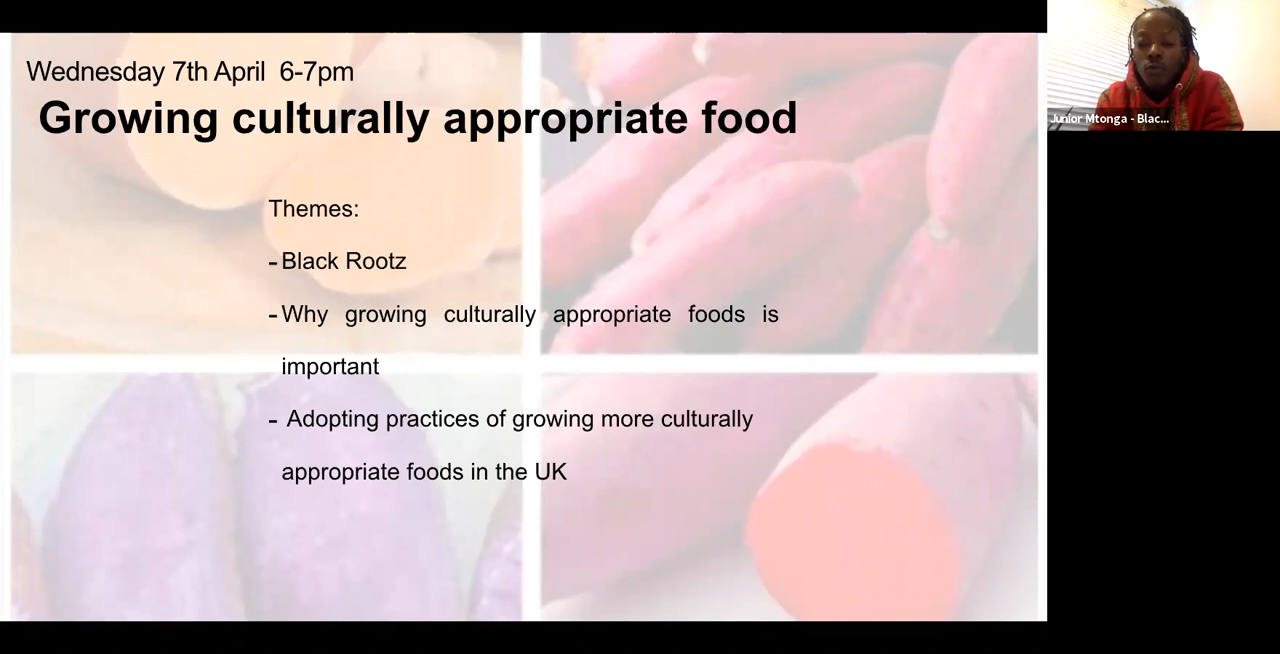 Wednesday 7th April 6-7pm
Growing culturally appropriate food
Themes:
- Black Rootz
- Why growing culturally appropriate foods is
important
- Adopting practices of growing more culturally
appropriate foods in the UK
Junior Mtonga - Blac...